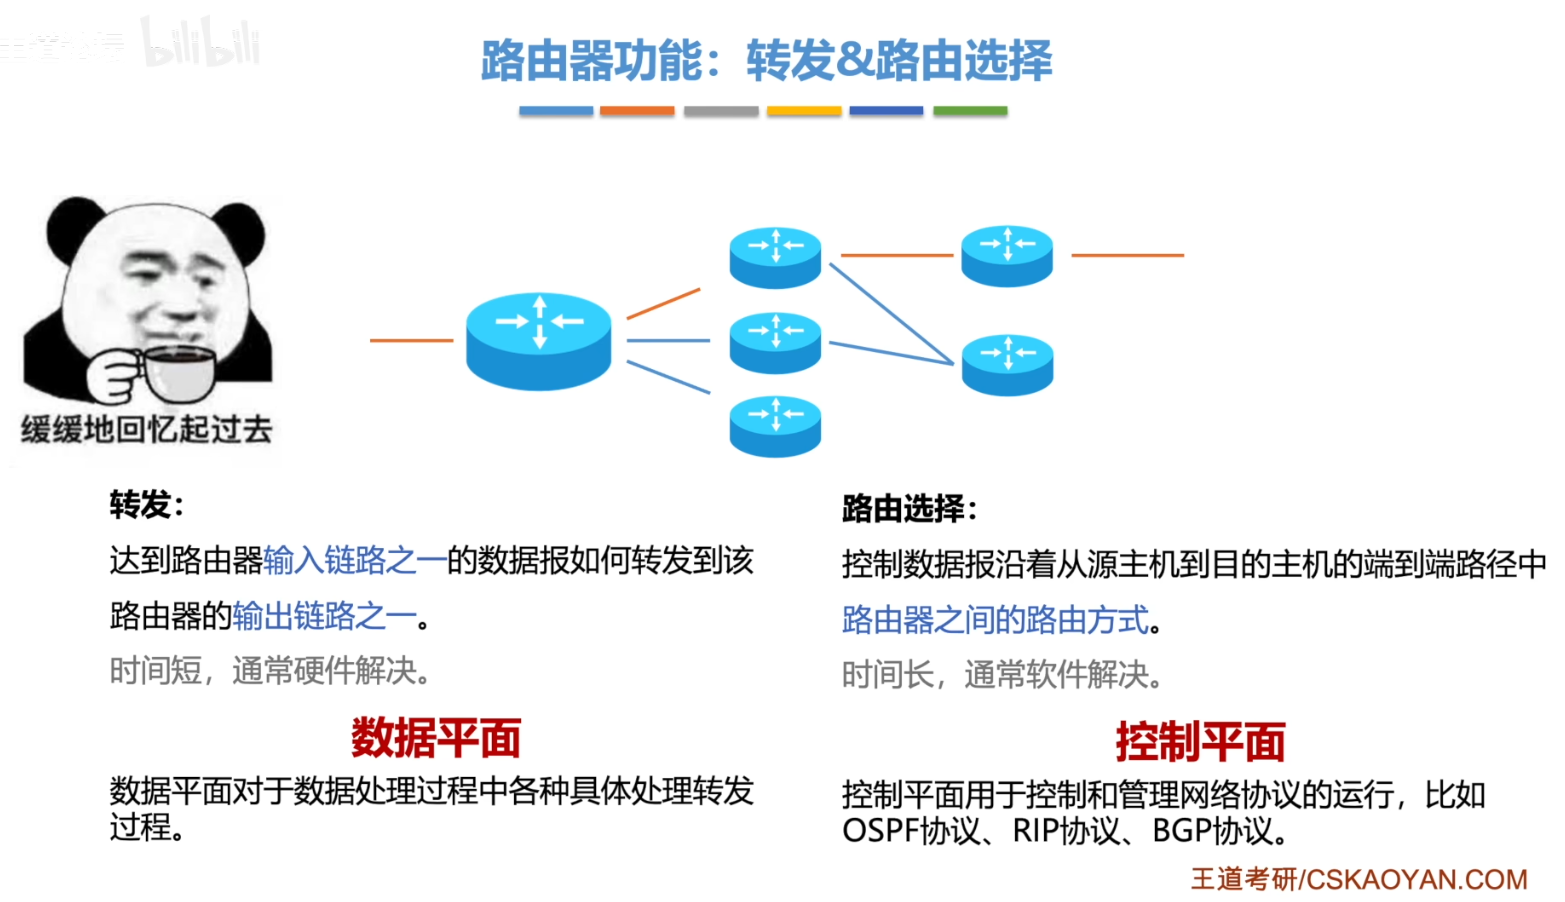 bilibili
路由器功能：转发&路由选择
缓缓地回忆起过去
转发：
达到路由器输入链路之一的数据报如何转发到该
路由器的输出链路之一。
时间短，通常硬件解决。
数据平面
数据平面对于数据处理过程中各种具体处理转发
过程。
路由选择：
控制数据报沿着从源主机到目的主机的端到端路径中
路由器之间的路由方式。
时间长，通常软件解决。
控制平面
控制平面用于控制和管理网络协议的运行，比如
OSPF协议、RIP协议、BGP协议。
王道考研/CSKAOYAN.COM